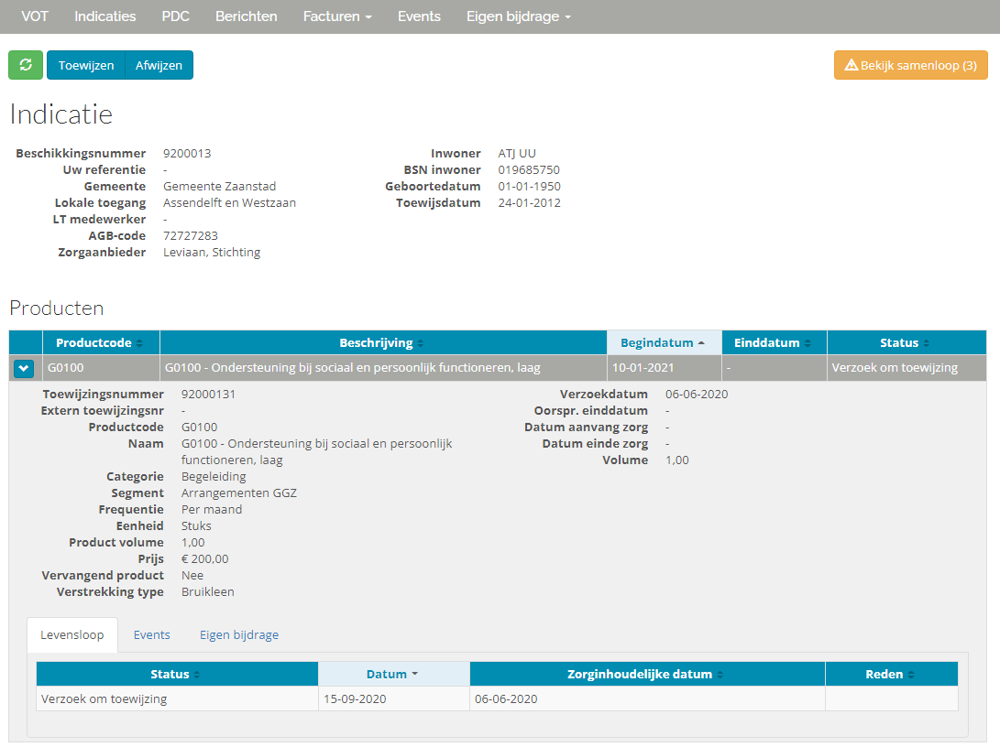 VOT Indicaties PDC Berichten Facturen Events Eigen bijdrage
Toewijzen Afwijzen Bekijk samenloop (3)
Indicatie
Beschikkingsnummer 9200013 Inwoner ATJ UU
Uw referentie - BSN inwoner 019685750
Gemeente Gemeente Zaanstad Geboortedatum 01-01-1950
Lokale toegang Assendelft en Westzaan Toewijsdatum 24-01-2012
LT medewerker -
AGB-code 72727283
Zorgaanbieder Leviaan, Stichting
Producten
Productcode Beschrijving Begindatum Einddatum Status
G0100 G0100 - Ondersteuning bij sociaal en persoonlijk functioneren, laag 10-01-2021 - Verzoek om toewijzing
Toewijzingsnummer 92000131 Verzoekdatum 06-06-2020
Extern toewijzingsnr - Oorspr. einddatum -
Productcode G0100 Datum aanvang zorg -
Naam G0100 - Ondersteuning bij sociaal en persoonlijk Datum einde zorg -
functioneren, laag Volume 1,00
Categorie Begeleiding
Segment Arrangementen GGZ
Frequentie Per maand
Eenheid Stuks
Product volume 1,00
Prijs € 200,00
Vervangend product Nee
Verstrekking type Bruikleen
Levensloop Events Eigen bijdrage
Status Datum Zorginhoudelijke datum Reden
Verzoek om toewijzing 15-09-2020 06-06-2020